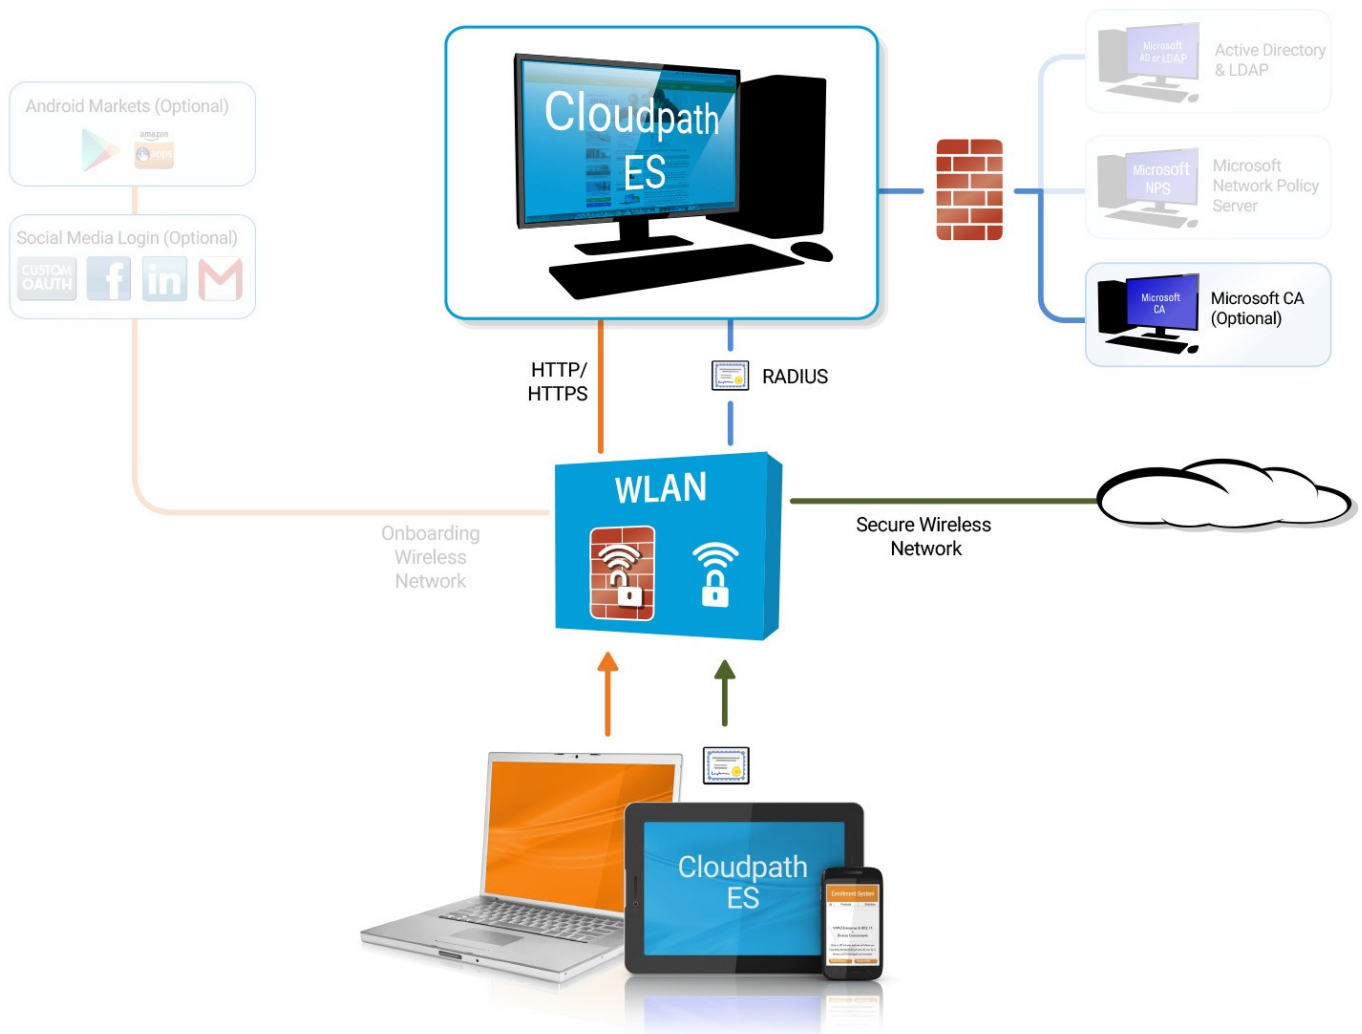 Cloudpath
ES
Microsoft
AD or LDAP
Active Directory
& LDAP
Android Markets (Optional)
amazon
apps
Microsoft
NPS
Microsoft
Network Policy
Server
Social Media Login (Optional)
CUSTOM
OAUTH
f
in
M
Microsoft
CA
Microsoft CA
(Optional)
HTTP/
HTTPS
RADIUS
WLAN
Onboarding
Wireless
Network
Secure Wireless
Network
Cloudpath
ES
Enrollment System